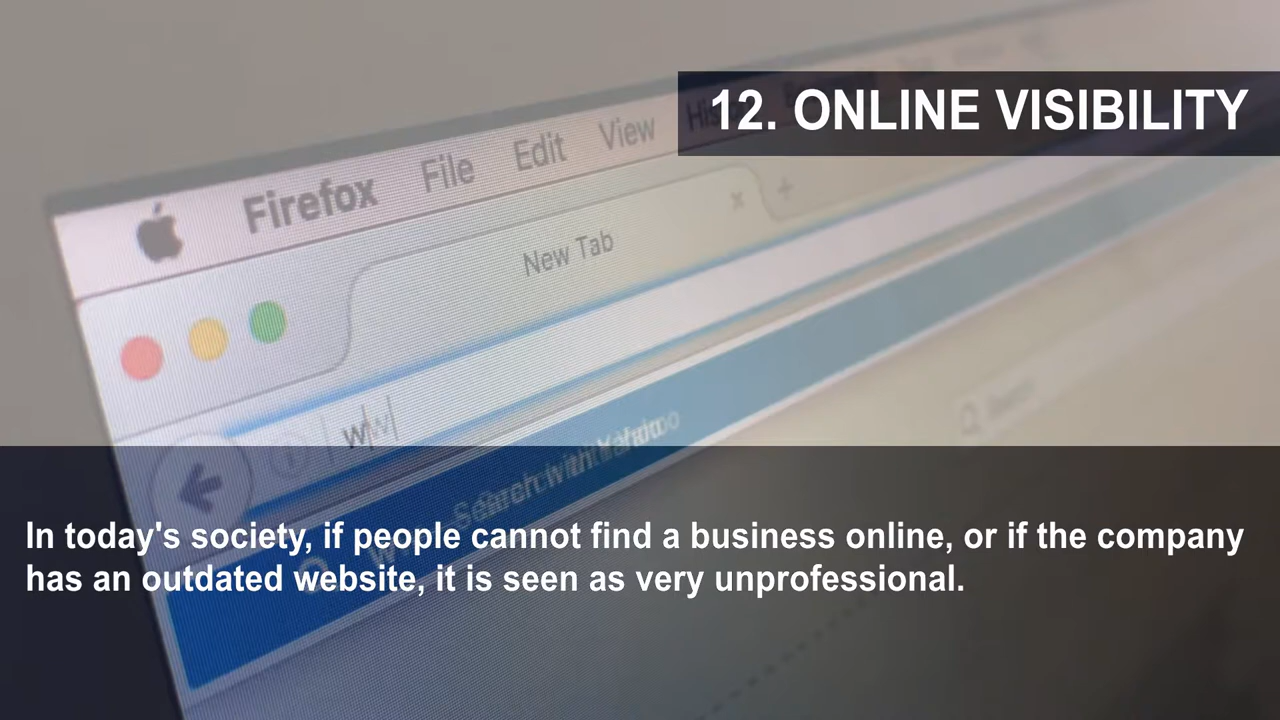 12. ONLINE VISIBILITY
Firefox File Edit View
New Tab
In today's society, if people cannot find a business online, or if the company
has an outdated website, it is seen as very unprofessional.